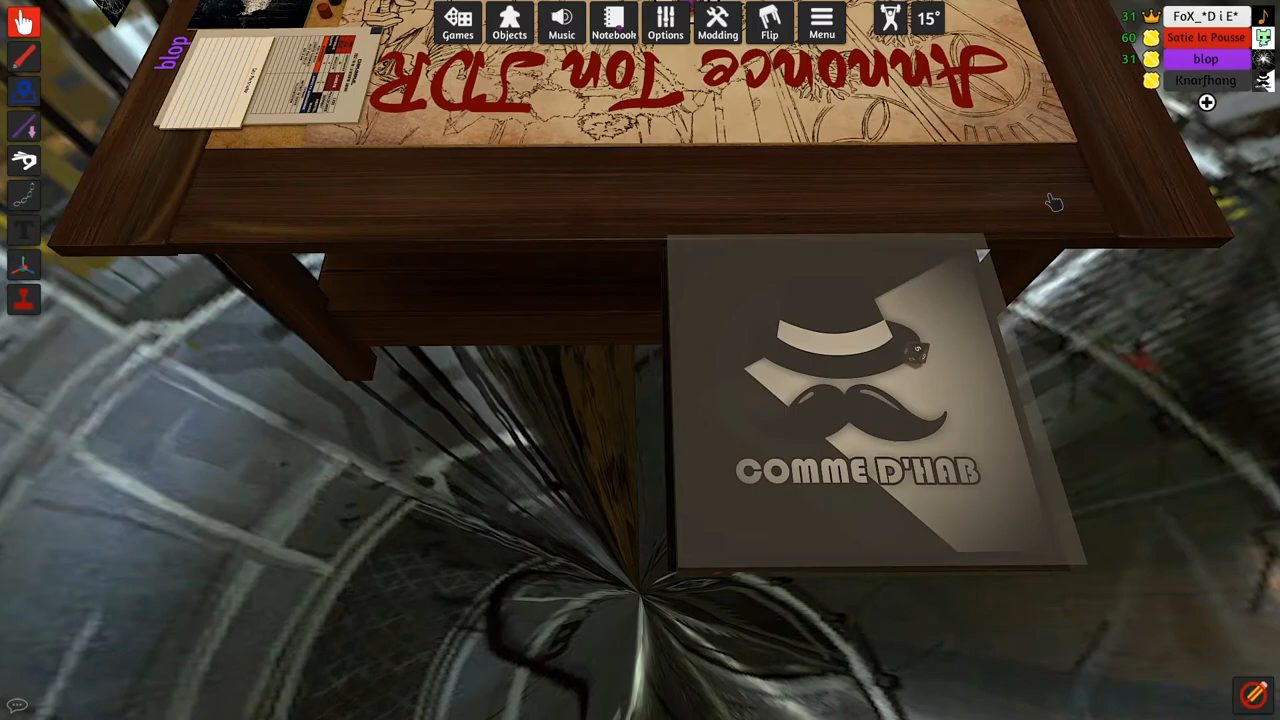 Games
Objects
Music
Notebook
Options
Modding
Flip
Menu
15°
31
FoX_*D i E*
60
Satie la Pousse
31
blop
Knarfhang
blop
Annonce Ton JDR
COMME D'HAB